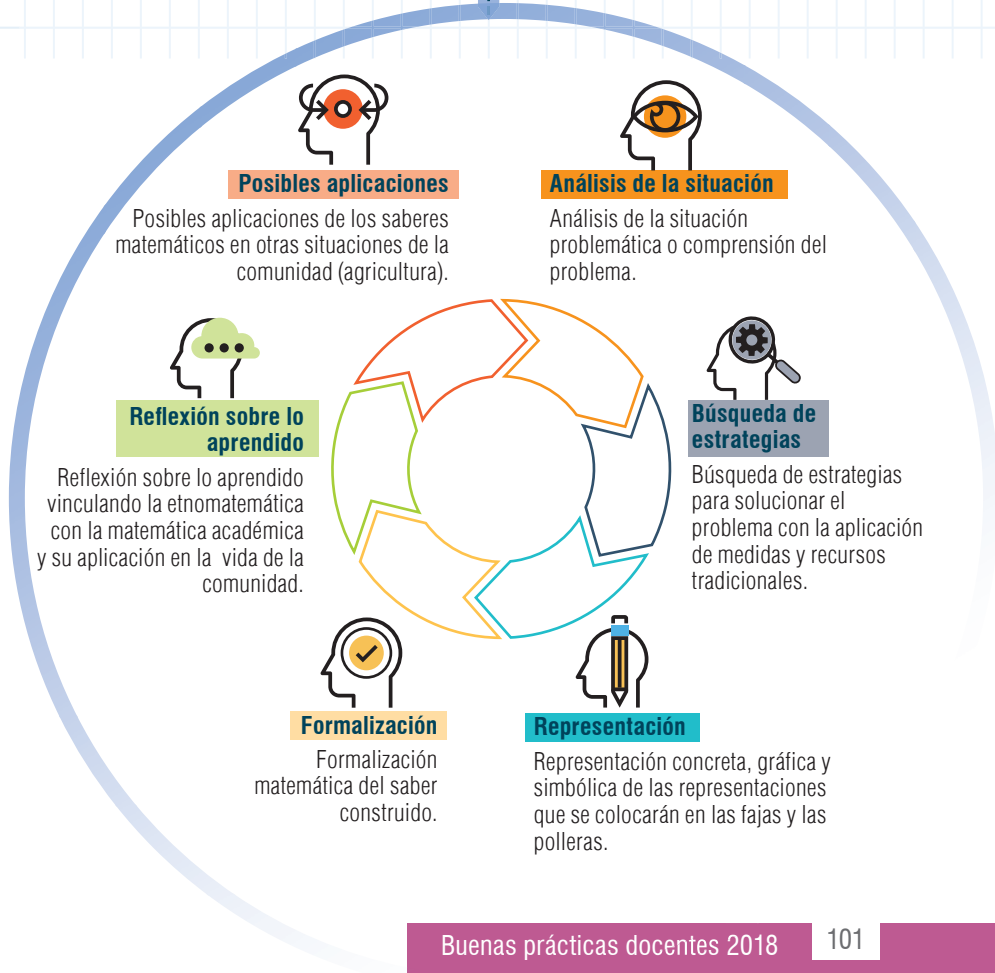 Posibles aplicaciones
Posibles aplicaciones de los saberes
matemáticos en otras situaciones de la
comunidad (agricultura).
Análisis de la situación
Análisis de la situación
problemática o comprensión del
problema.
Búsqueda de
estrategias
Búsqueda de estrategias
para solucionar el
problema con la aplicación
de medidas y recursos
tradicionales.
Representación
Representación concreta, gráfica y
simbólica de las representaciones
que se colocarán en las fajas y las
polleras.
Formalización
Formalización
matemática del saber
construido.
Reflexión sobre lo
aprendido
Reflexión sobre lo aprendido
vinculando la etnomatemática
con la matemática académica
y su aplicación en la vida de la
comunidad.
Buenas prácticas docentes 2018
101